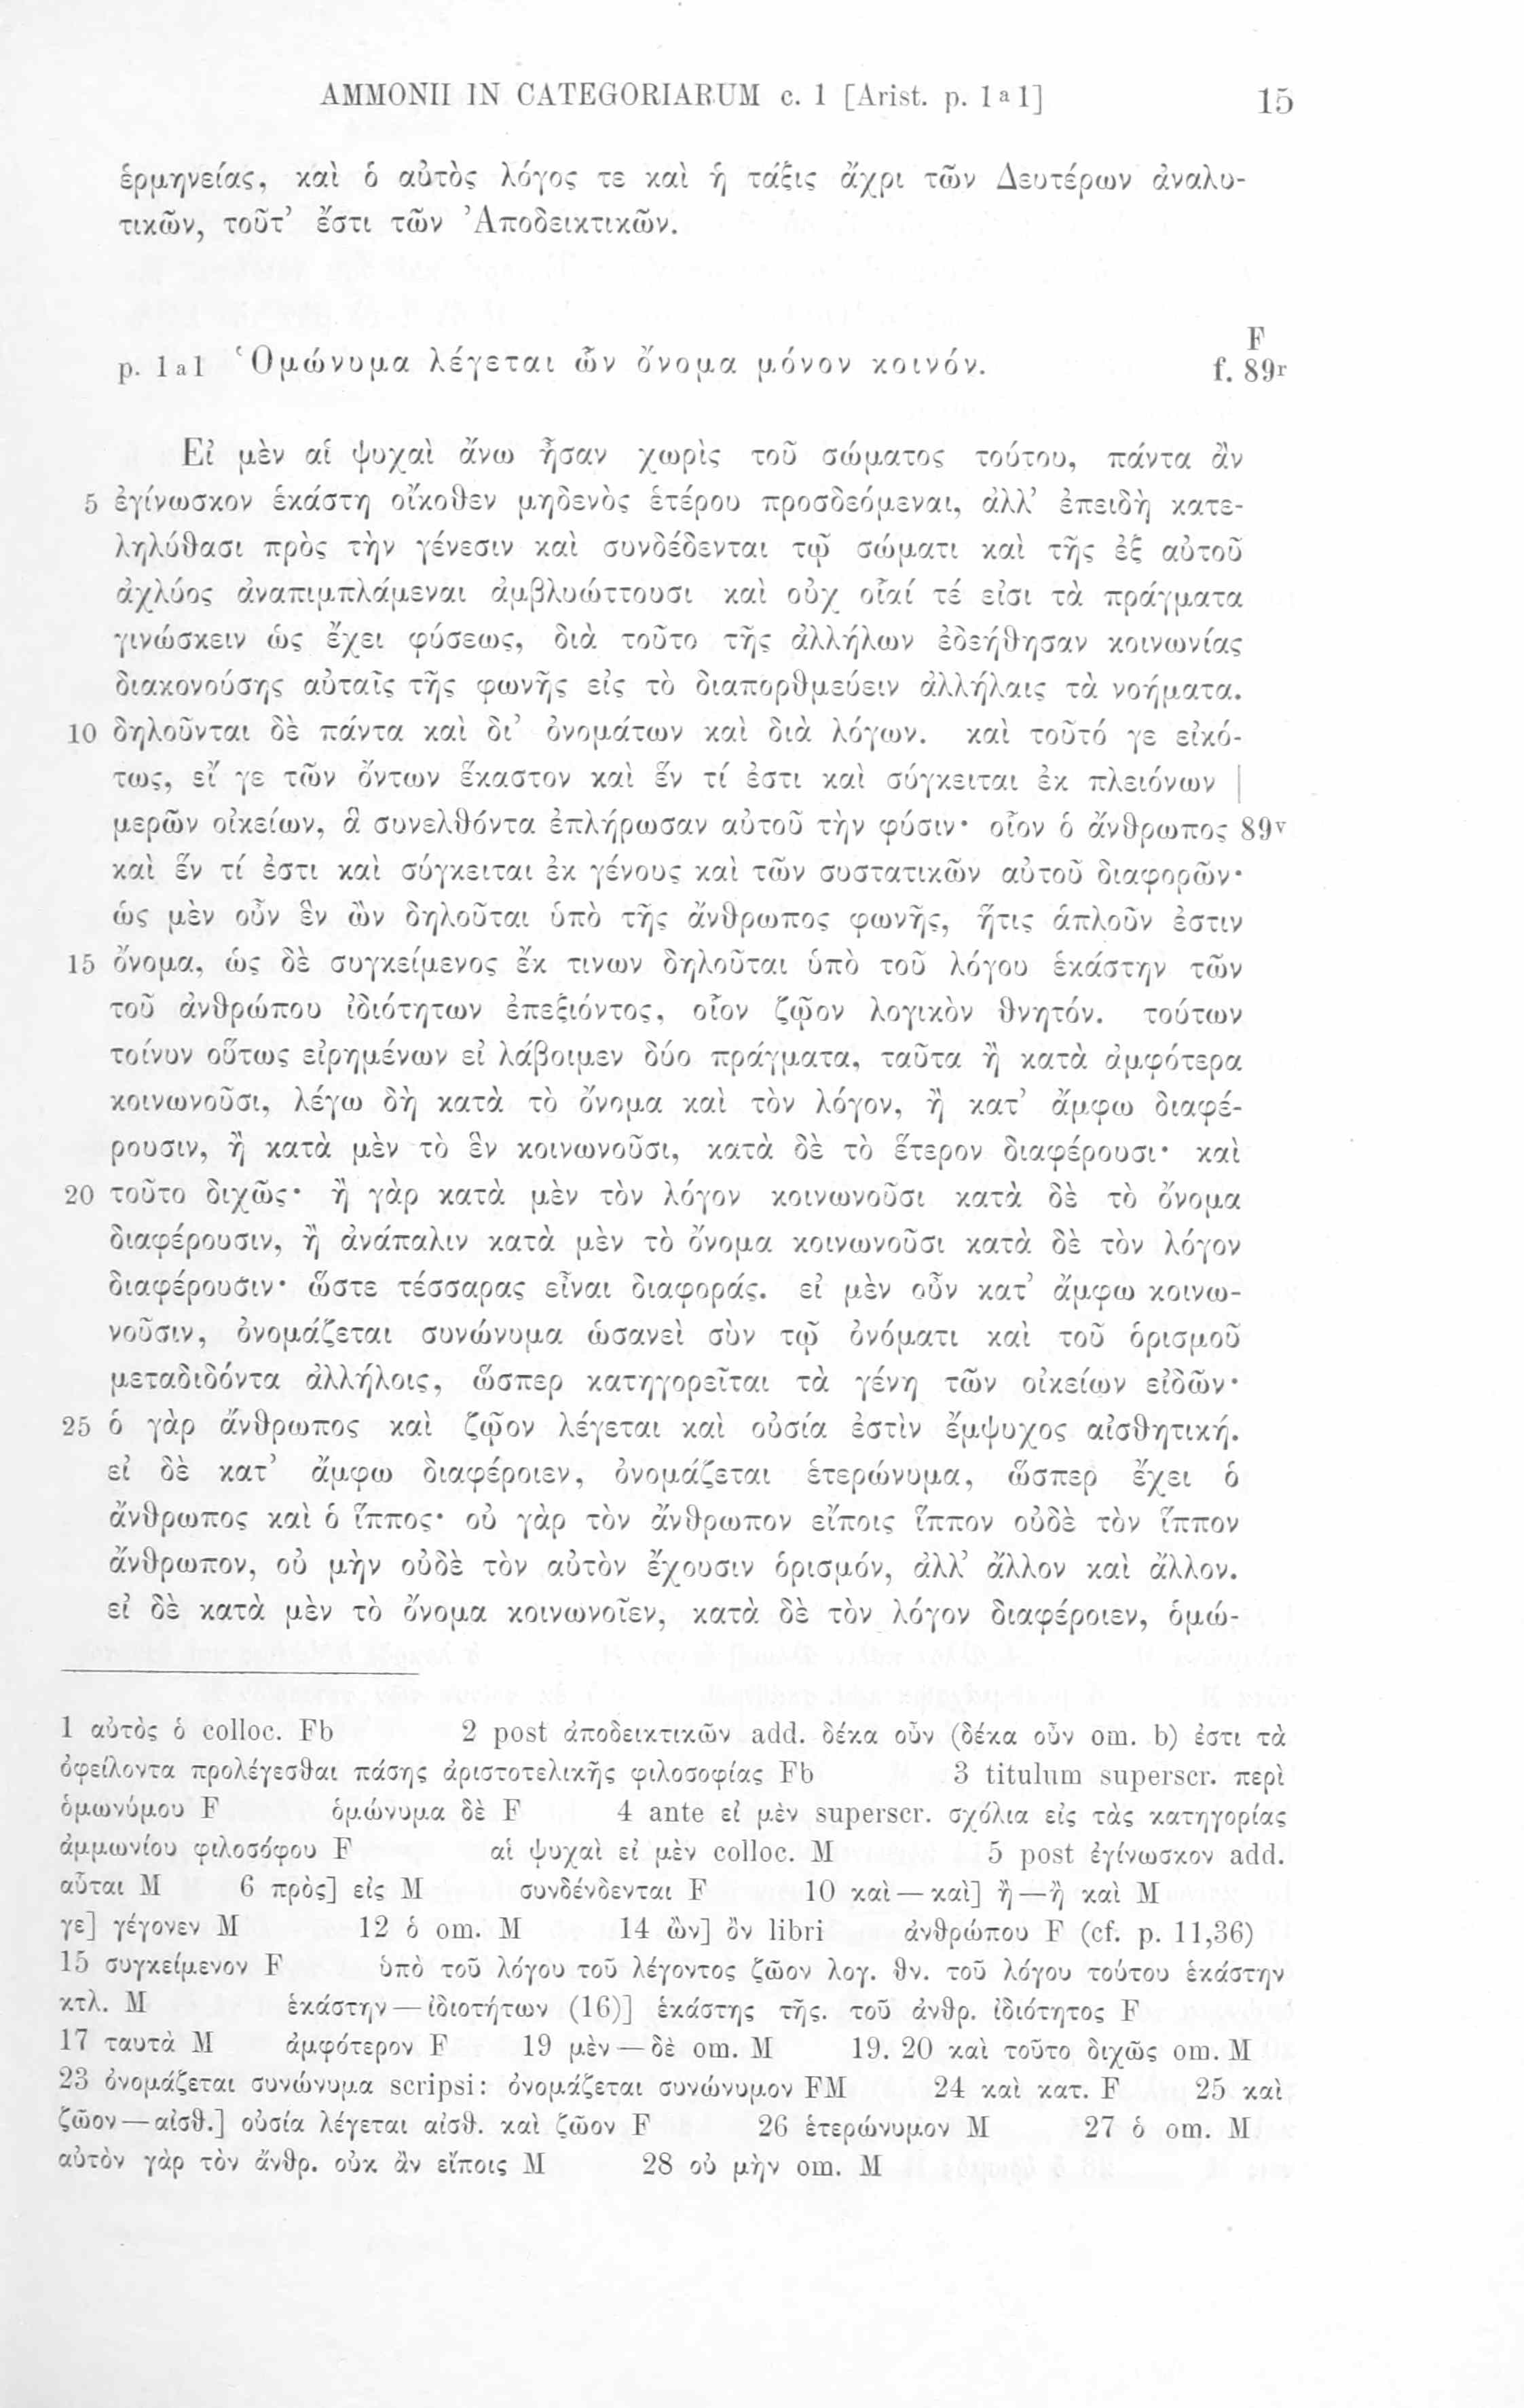 AMMONII IN CATEGORIARUM c. 1 [Arist. p. 1ᵃ1] 15
ἑρμηνείας, καὶ ὁ αὐτὸς λόγος τε καὶ ἡ τάξις ἄχρι τῶν Δευτέρων ἀναλυ-
τικῶν, τοῦτ’ ἔστι τῶν Ἀποδεικτικῶν.
F
p. 1a1 Ὁμώνυμα λέγεται ὧν ὄνομα μόνον κοινόν. f. 89ʳ
Εἰ μὲν αἱ ψυχαὶ ἄνω ἦσαν χωρὶς τοῦ σώματος τούτου, πάντα ἂν
5 ἐγίνωσκον ἑκάστη οἴκοθεν μηδενὸς ἑτέρου προσδεόμεναι, ἀλλ’ ἐπειδὴ κατε-
ληλύθασι πρὸς τὴν γένεσιν καὶ συνδέδενται τῷ σώματι καὶ τῆς ἐξ αὐτοῦ
ἀχλύος ἀναπιμπλάμεναι ἀμβλυώττουσι καὶ οὐχ οἷαί τέ εἰσι τὰ πράγματα
γινώσκειν ὡς ἔχει φύσεως, διὰ τοῦτο τῆς ἀλλήλων ἐδεήθησαν κοινωνίας
διακονούσης αὐταῖς τῆς φωνῆς εἰς τὸ διαπορθμεύειν ἀλλήλαις τὰ νοήματα.
10 δηλοῦνται δὲ πάντα καὶ δι’ ὀνομάτων καὶ διὰ λόγων. καὶ τοῦτό γε εἰκό-
τως, εἴ γε τῶν ὄντων ἕκαστον καὶ ἕν τί ἐστι καὶ σύγκειται ἐκ πλειόνων |
μερῶν οἰκείων, ἃ συνελθόντα ἐπλήρωσαν αὐτοῦ τὴν φύσιν· οἷον ὁ ἄνθρωπος 89ᵛ
καὶ ἕν τί ἐστι καὶ σύγκειται ἐκ γένους καὶ τῶν συστατικῶν αὐτοῦ διαφορῶν·
ὡς μὲν οὖν ἓν ὢν δηλοῦται ὑπὸ τῆς ἄνθρωπος φωνῆς, ἥτις ἁπλοῦν ἐστιν
15 ὄνομα, ὡς δὲ συγκείμενος ἔκ τινων δηλοῦται ὑπὸ τοῦ λόγου ἑκάστην τῶν
τοῦ ἀνθρώπου ἰδιότητων ἐπεξιόντος, οἷον ζῷον λογικὸν θνητόν. τούτων
τοίνυν οὕτως εἰρημένων εἰ λάβοιμεν δύο πράγματα, ταῦτα ἢ κατὰ ἀμφότερα
κοινωνοῦσι, λέγω δὴ κατὰ τὸ ὄνομα καὶ τὸν λόγον, ἢ κατ’ ἄμφω διαφέ-
ρουσιν, ἢ κατὰ μὲν τὸ ἓν κοινωνοῦσι, κατὰ δὲ τὸ ἕτερον διαφέρουσι· καὶ
20 τοῦτο διχῶς· ἢ γὰρ κατὰ μὲν τὸν λόγον κοινωνοῦσι κατὰ δὲ τὸ ὄνομα
διαφέρουσιν, ἢ ἀνάπαλιν κατὰ μὲν τὸ ὄνομα κοινωνοῦσι κατὰ δὲ τὸν λόγον
διαφέρουσιν· ὥστε τέσσαρας εἶναι διαφοράς. εἰ μὲν οὖν κατ’ ἄμφω κοινω-
νοῦσιν, ὀνομάζεται συνώνυμα ὡσανεὶ σὺν τῷ ὀνόματι καὶ τοῦ ὁρισμοῦ
μεταδιδόντα ἀλλήλοις, ὥσπερ κατηγορεῖται τὰ γένη τῶν οἰκείων εἰδῶν·
25 ὁ γὰρ ἄνθρωπος καὶ ζῷον λέγεται καὶ οὐσία ἐστὶν ἔμψυχος αἰσθητική.
εἰ δὲ κατ’ ἄμφω διαφέροιεν, ὀνομάζεται ἑτερώνυμα, ὥσπερ ἔχει ὁ
ἄνθρωπος καὶ ὁ ἵππος· οὐ γὰρ τὸν ἄνθρωπον εἴποις ἵππον οὐδὲ τὸν ἵππον
ἄνθρωπον, οὐ μὴν οὐδὲ τὸν αὐτὸν ἔχουσιν ὁρισμόν, ἀλλ’ ἄλλον καὶ ἄλλον.
εἰ δὲ κατὰ μὲν τὸ ὄνομα κοινωνοῖεν, κατὰ δὲ τὸν λόγον διαφέροιεν, ὁμώ-
1 αὐτὸς ὁ colloc. Fb 2 post ἀποδεικτικῶν add. δέκα οὖν (δέκα οὖν om. b) ἐστι τὰ
ὀφείλοντα προλέγεσθαι πάσης ἀριστοτελικῆς φιλοσοφίας Fb 3 titulum superscr. περὶ
ὁμωνύμου F ὁμώνυμα δὲ F 4 ante εἰ μὲν superscr. σχόλια εἰς τὰς κατηγορίας
ἀμμωνίου φιλοσόφου F αἱ ψυχαὶ εἰ μὲν colloc. M 5 post ἐγίνωσκον add.
αὗται M 6 πρὸς] εἰς M συνδένδενται F 10 καὶ — καὶ] ἢ — ἢ καὶ M
γε] γέγονεν M 12 ὁ om. M 14 ὢν] ὃν libri ἀνθρώπου F (cf. p. 11,36)
15 συγκείμενον F ὑπὸ τοῦ λόγου τοῦ λέγοντος ζῶον λογ. θν. τοῦ λόγου τούτου ἑκάστην
κτλ. M ἑκάστην — ἰδιοτήτων (16)] ἑκάστης τῆς. τοῦ ἀνθρ. ἰδιότητος F
17 ταυτὰ M ἀμφότερον F 19 μὲν — δὲ om. M 19. 20 καὶ τοῦτο διχῶς om. M
23 ὀνομάζεται συνώνυμα scripsi: ὀνομάζεται συνώνυμον FM 24 καὶ κατ. F 25 καὶ
ζῶον — αἰσθ.] οὐσία λέγεται αἰσθ. καὶ ζῶον F 26 ἑτερώνυμον M 27 ὁ om. M
αὐτὸν γὰρ τὸν ἄνθρ. οὐκ ἂν εἴποις M 28 οὐ μὴν om. M